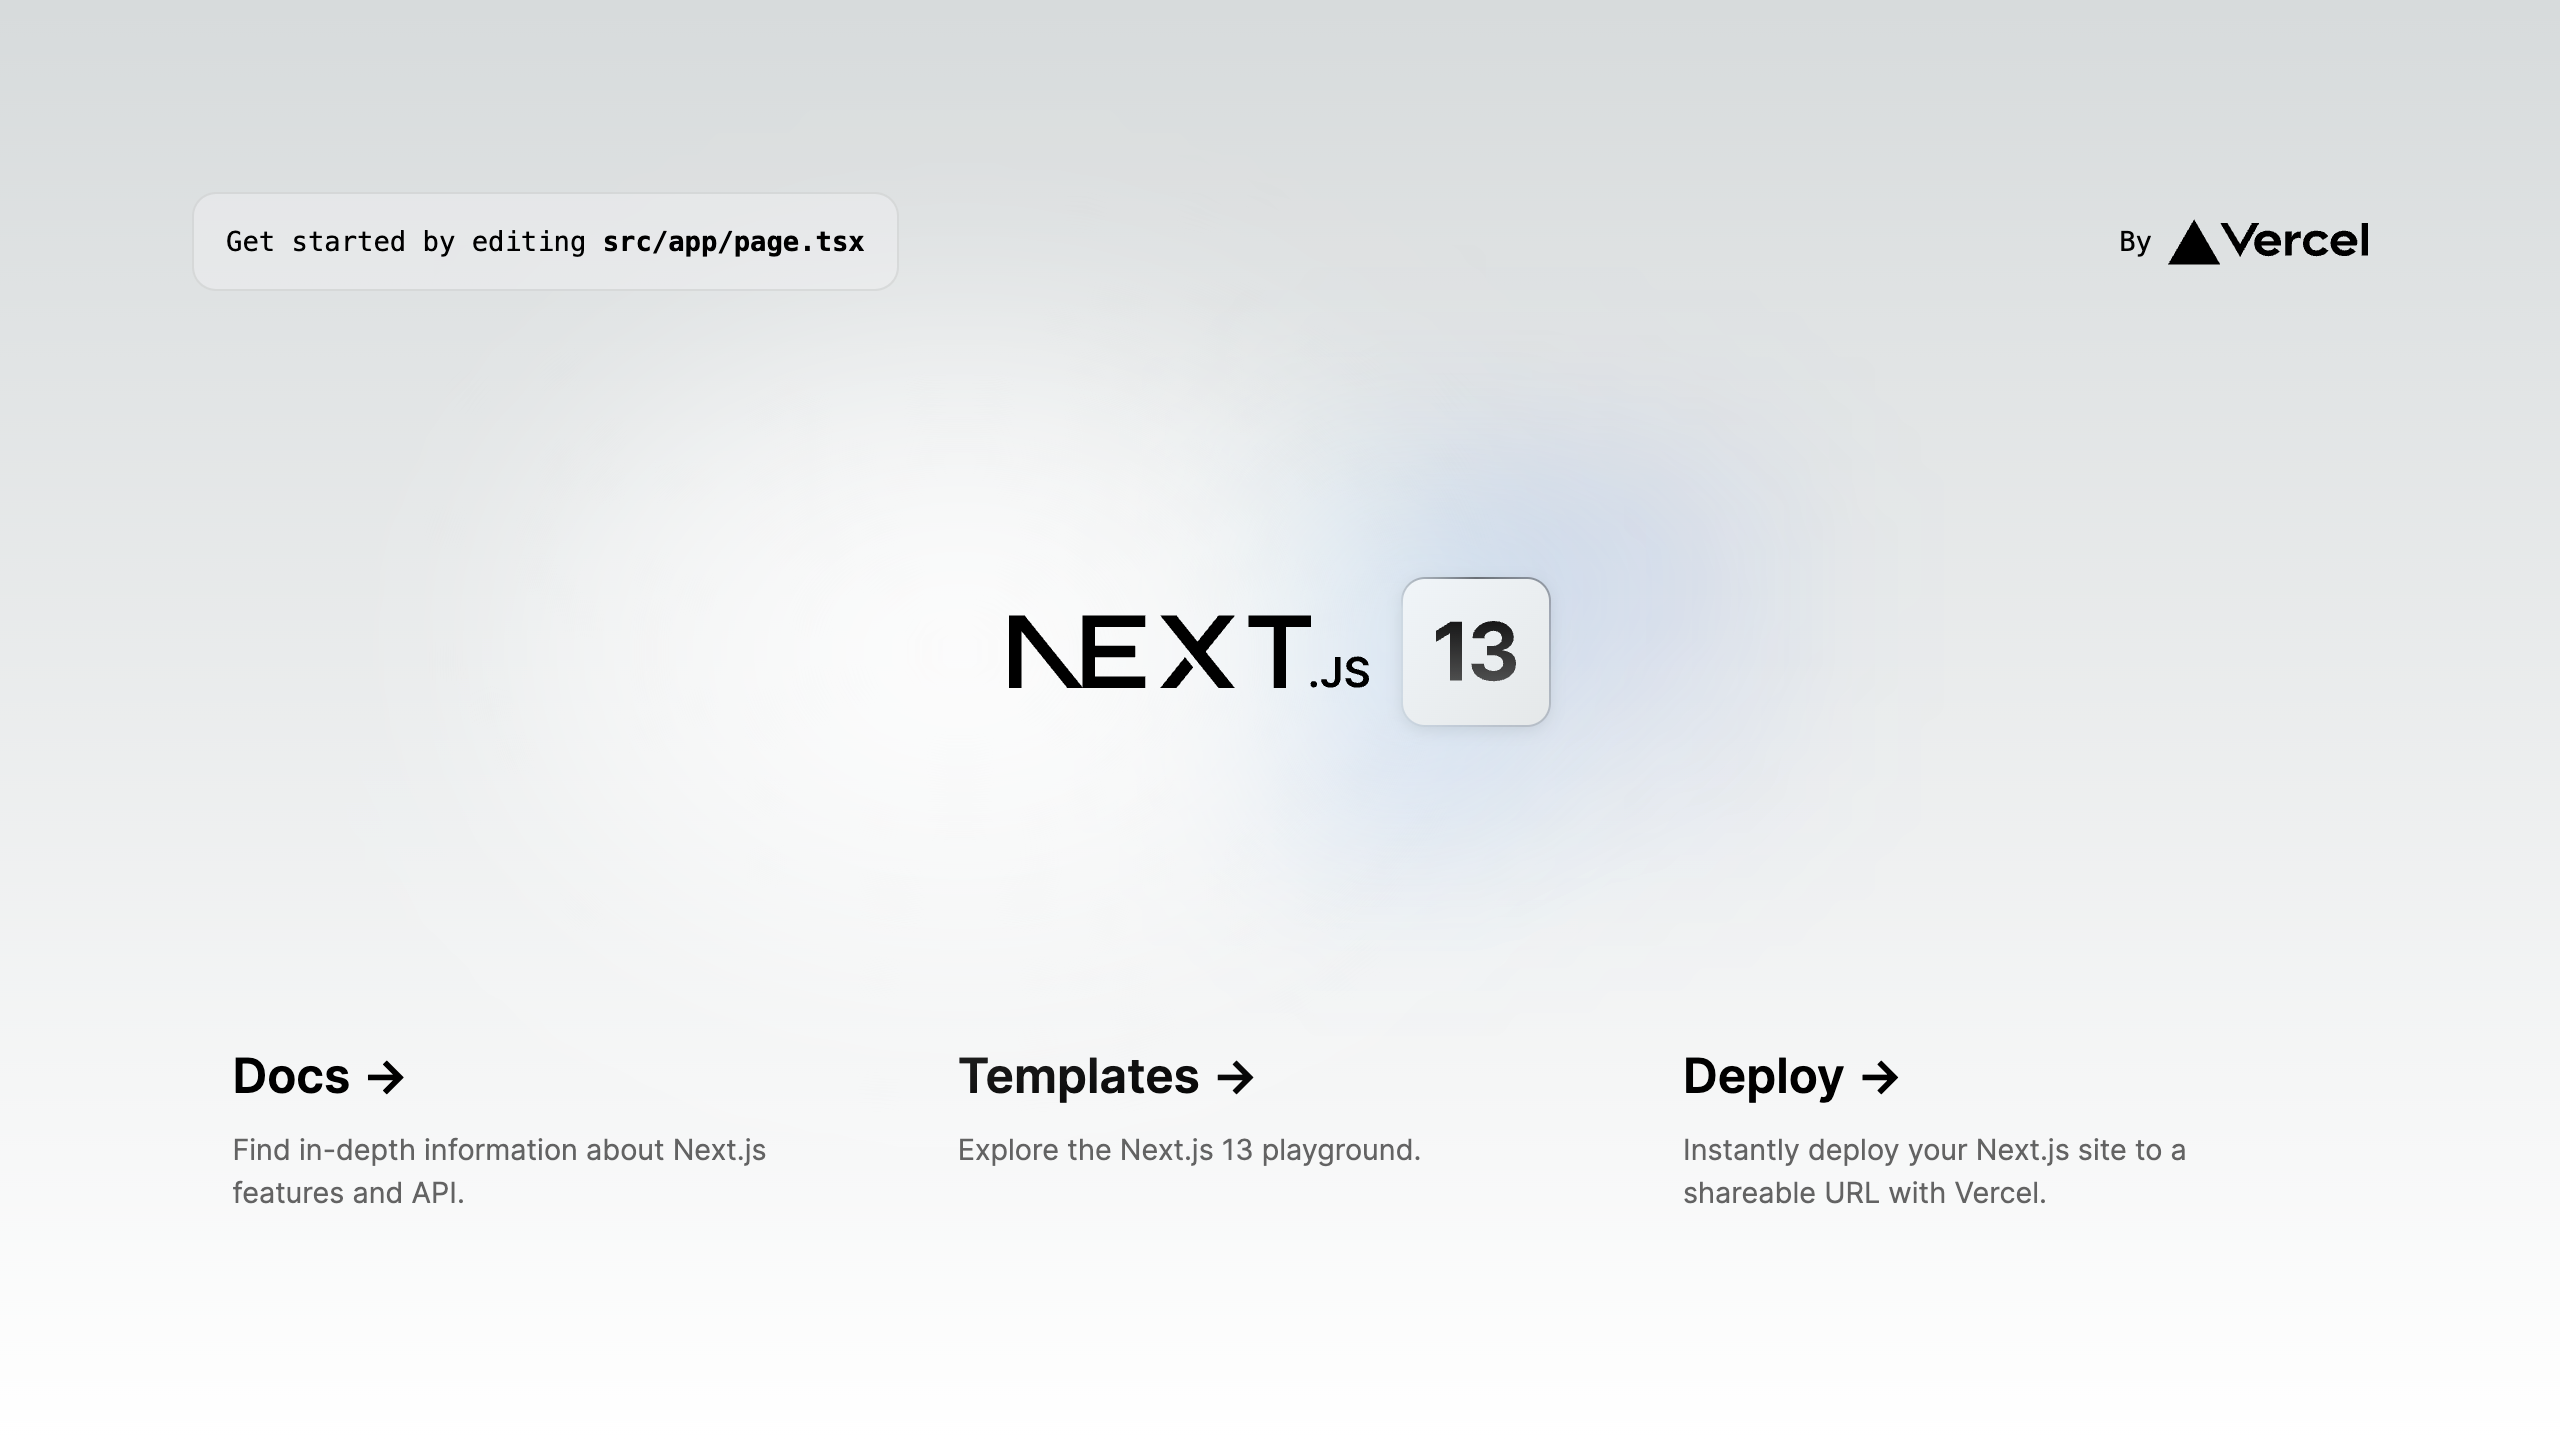 Get started by editing src/app/page.tsx
By Vercel
NEXT.JS 13
Docs →
Find in-depth information about Next.js
features and API.
Templates →
Explore the Next.js 13 playground.
Deploy →
Instantly deploy your Next.js site to a
shareable URL with Vercel.